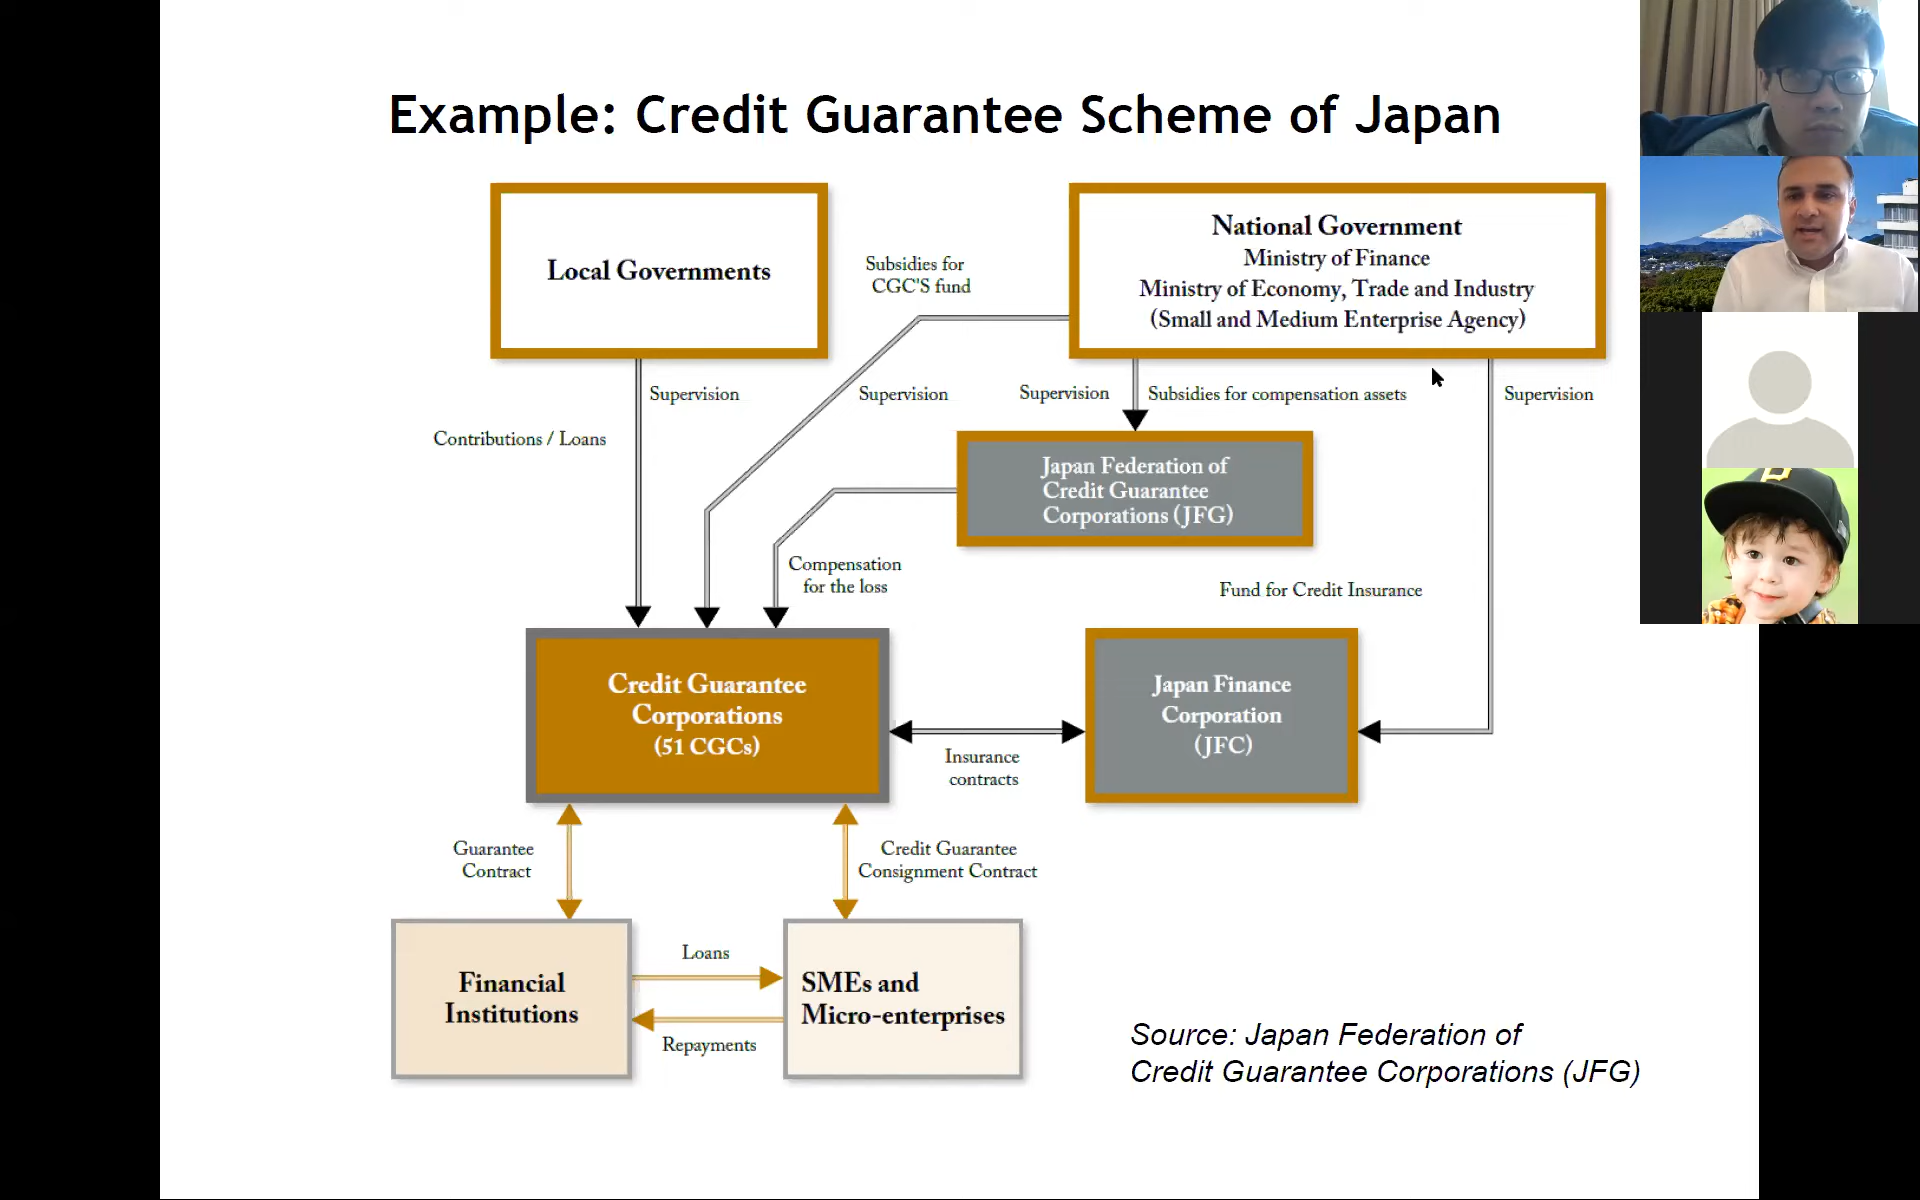 Example: Credit Guarantee Scheme of Japan
Local Governments
National Government
Ministry of Finance
Ministry of Economy, Trade and Industry
(Small and Medium Enterprise Agency)
Subsidies for
CGC'S fund
Supervision
Supervision
Supervision
Subsidies for compensation assets
Supervision
Contributions / Loans
Japan Federation of
Credit Guarantee
Corporations (JFG)
Compensation
for the loss
Fund for Credit Insurance
Credit Guarantee
Corporations
(51 CGCs)
Japan Finance
Corporation
(JFC)
Insurance
contracts
Guarantee
Contract
Credit Guarantee
Consignment Contract
Financial
Institutions
Loans
Repayments
SMEs and
Micro-enterprises
Source: Japan Federation of
Credit Guarantee Corporations (JFG)
P